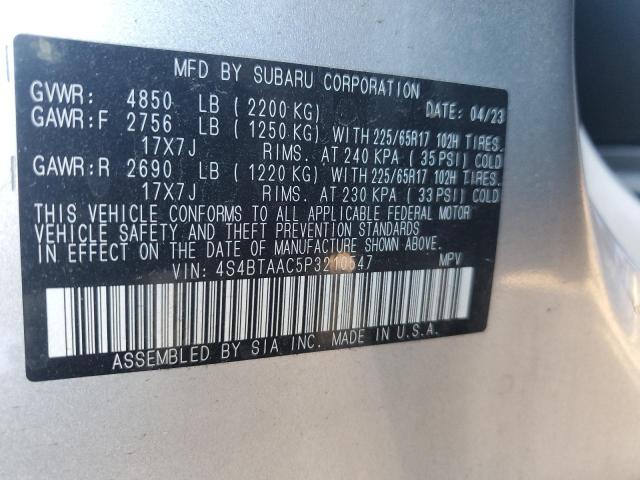 MFD BY SUBARU CORPORATION
GVWR: 4850 LB ( 2200 KG) DATE: 04/23
GAWR:F 2756 LB ( 1250 KG) WITH 225/65R17 102H TIRES.
17X7J RIMS. AT 240 KPA ( 35 PSI) COLD
GAWR:R 2690 LB ( 1220 KG) WITH 225/65R17 102H TIRES.
17X7J RIMS. AT 230 KPA ( 33 PSI) COLD
THIS VEHICLE CONFORMS TO ALL APPLICABLE FEDERAL MOTOR
VEHICLE SAFETY AND THEFT PREVENTION STANDARDS
IN EFFECT ON THE DATE OF MANUFACTURE SHOWN ABOVE.
VIN: 4S4BTAAC5P3210547 MPV
ASSEMBLED BY SIA, INC. MADE IN U.S.A.